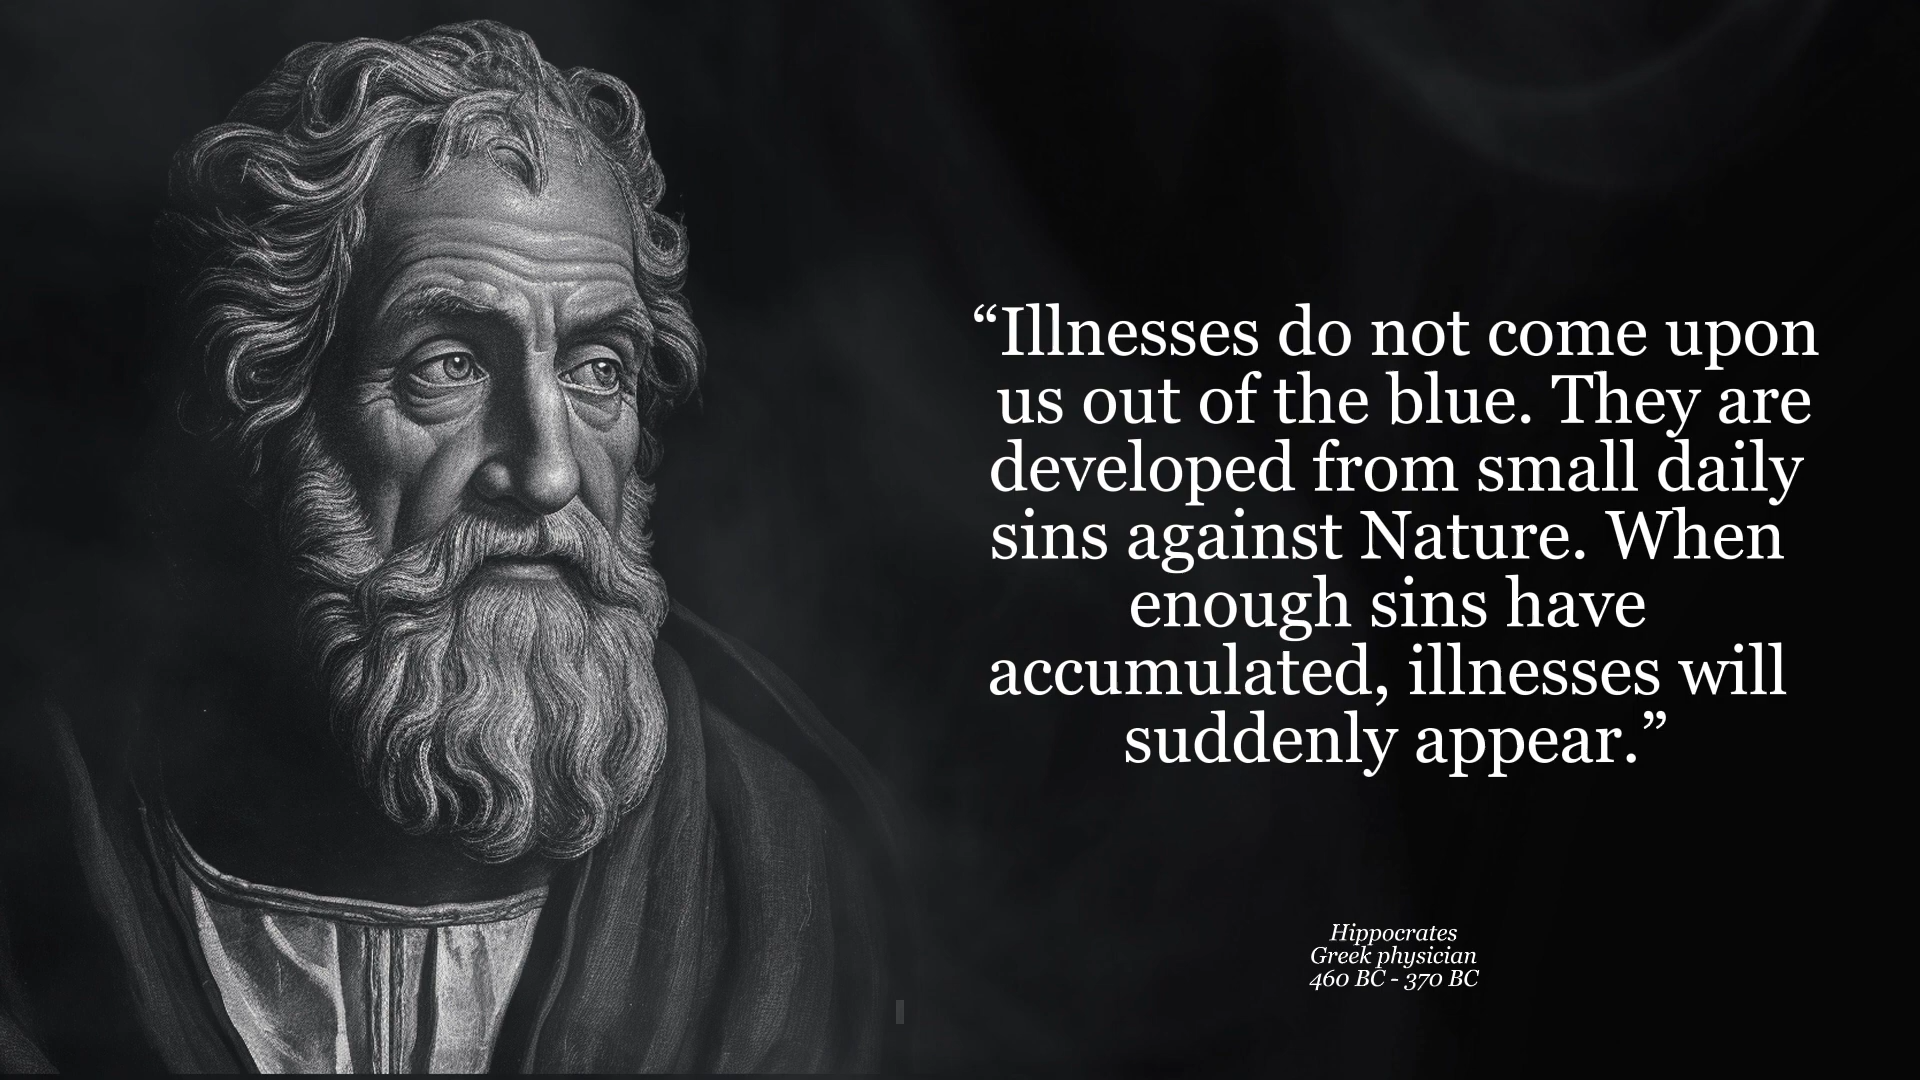 “Illnesses do not come upon
us out of the blue. They are
developed from small daily
sins against Nature. When
enough sins have
accumulated, illnesses will
suddenly appear.”
Hippocrates
Greek physician
460 BC - 370 BC